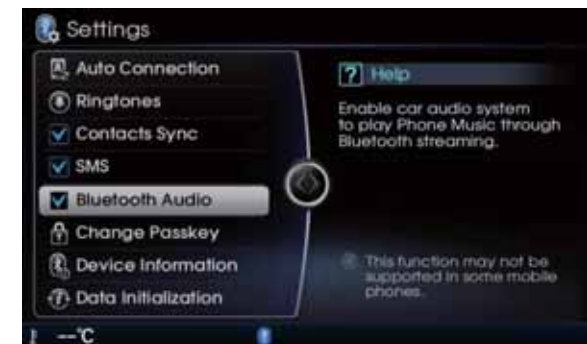 Settings
Auto Connection
Ringtones
Contacts Sync
SMS
Bluetooth Audio
Change Passkey
Device Information
Data Initialization
? Help
Enable car audio system
to play Phone Music through
Bluetooth streaming.
This function may not be
supported in some mobile
phones.
--°C